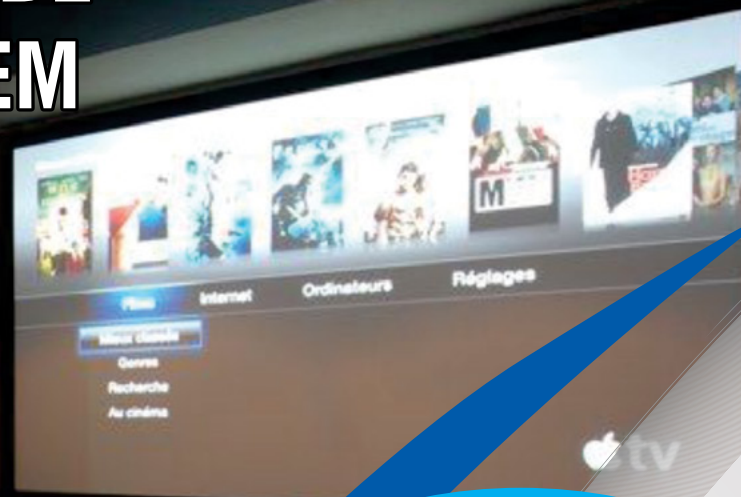 EM
M
Films Internet Ordinateurs Réglages
Mieux classés
Genres
Recherche
Au cinéma
tv